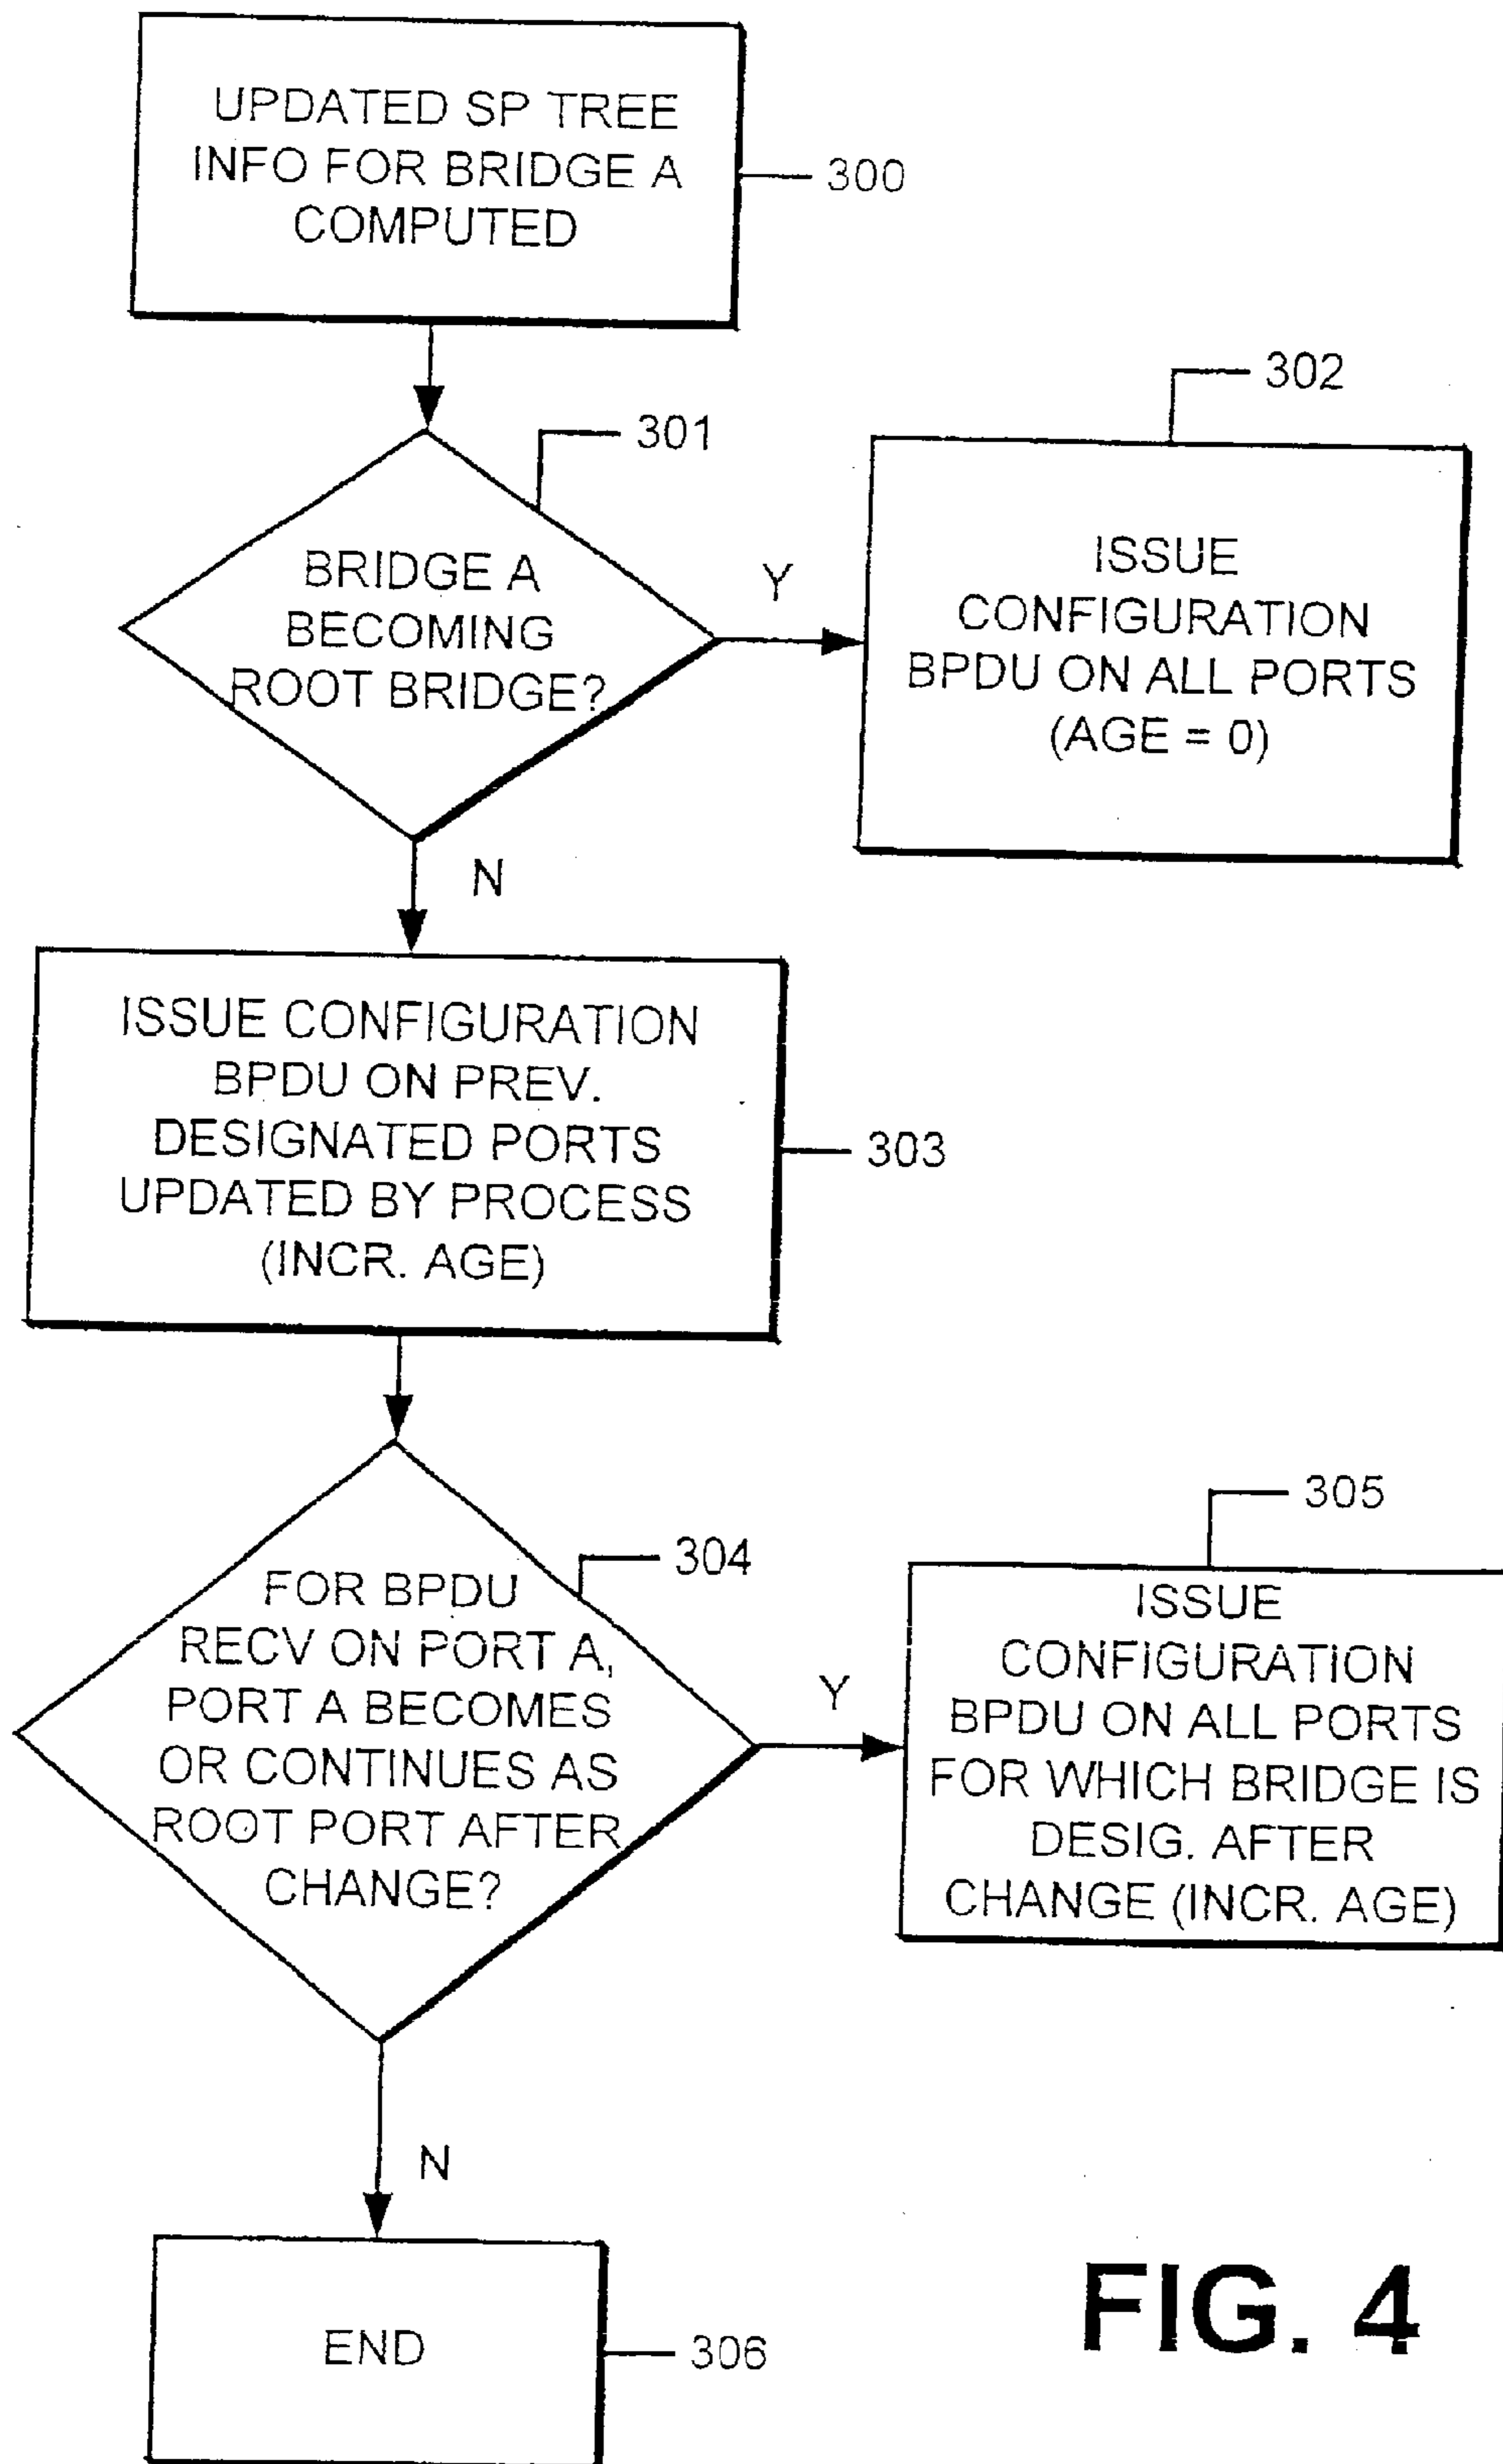 UPDATED SP TREE
INFO FOR BRIDGE A
COMPUTED
300
301
BRIDGE A
BECOMING
ROOT BRIDGE?
Y
302
ISSUE
CONFIGURATION
BPDU ON ALL PORTS
(AGE = 0)
N
ISSUE CONFIGURATION
BPDU ON PREV.
DESIGNATED PORTS
UPDATED BY PROCESS
(INCR. AGE)
303
304
FOR BPDU
RECV ON PORT A,
PORT A BECOMES
OR CONTINUES AS
ROOT PORT AFTER
CHANGE?
Y
305
ISSUE
CONFIGURATION
BPDU ON ALL PORTS
FOR WHICH BRIDGE IS
DESIG. AFTER
CHANGE (INCR. AGE)
N
END
306
FIG. 4